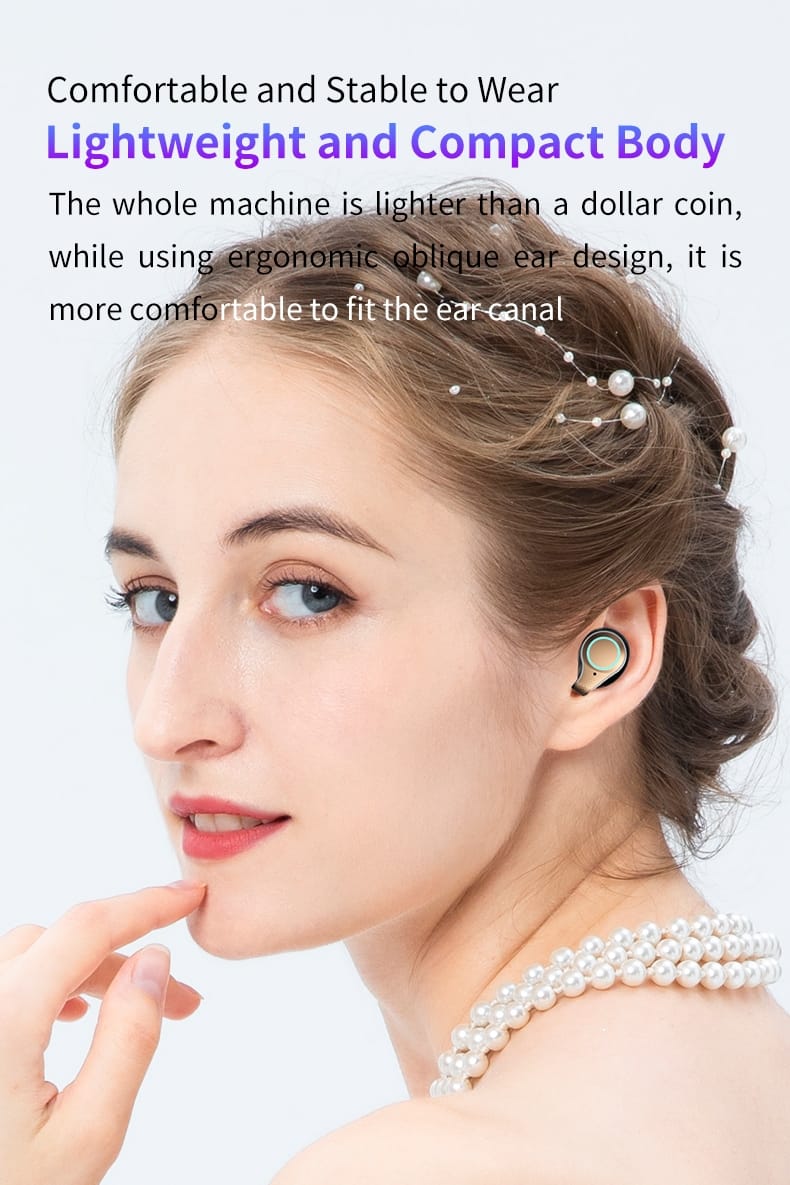 Comfortable and Stable to Wear
Lightweight and Compact Body
The whole machine is lighter than a dollar coin,
while using ergonomic oblique ear design, it is
more comfortable to fit the ear canal